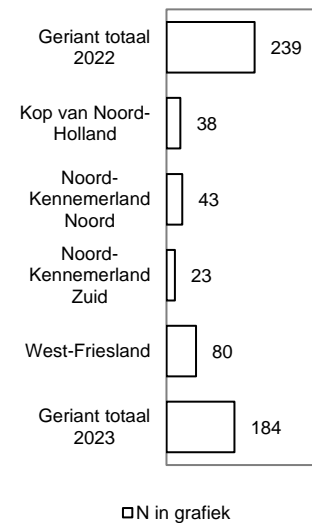 Geriant totaal
2022
239
Kop van Noord-
Holland
38
Noord-
Kennemerland
Noord
43
Noord-
Kennemerland
Zuid
23
West-Friesland
80
Geriant totaal
2023
184
N in grafiek